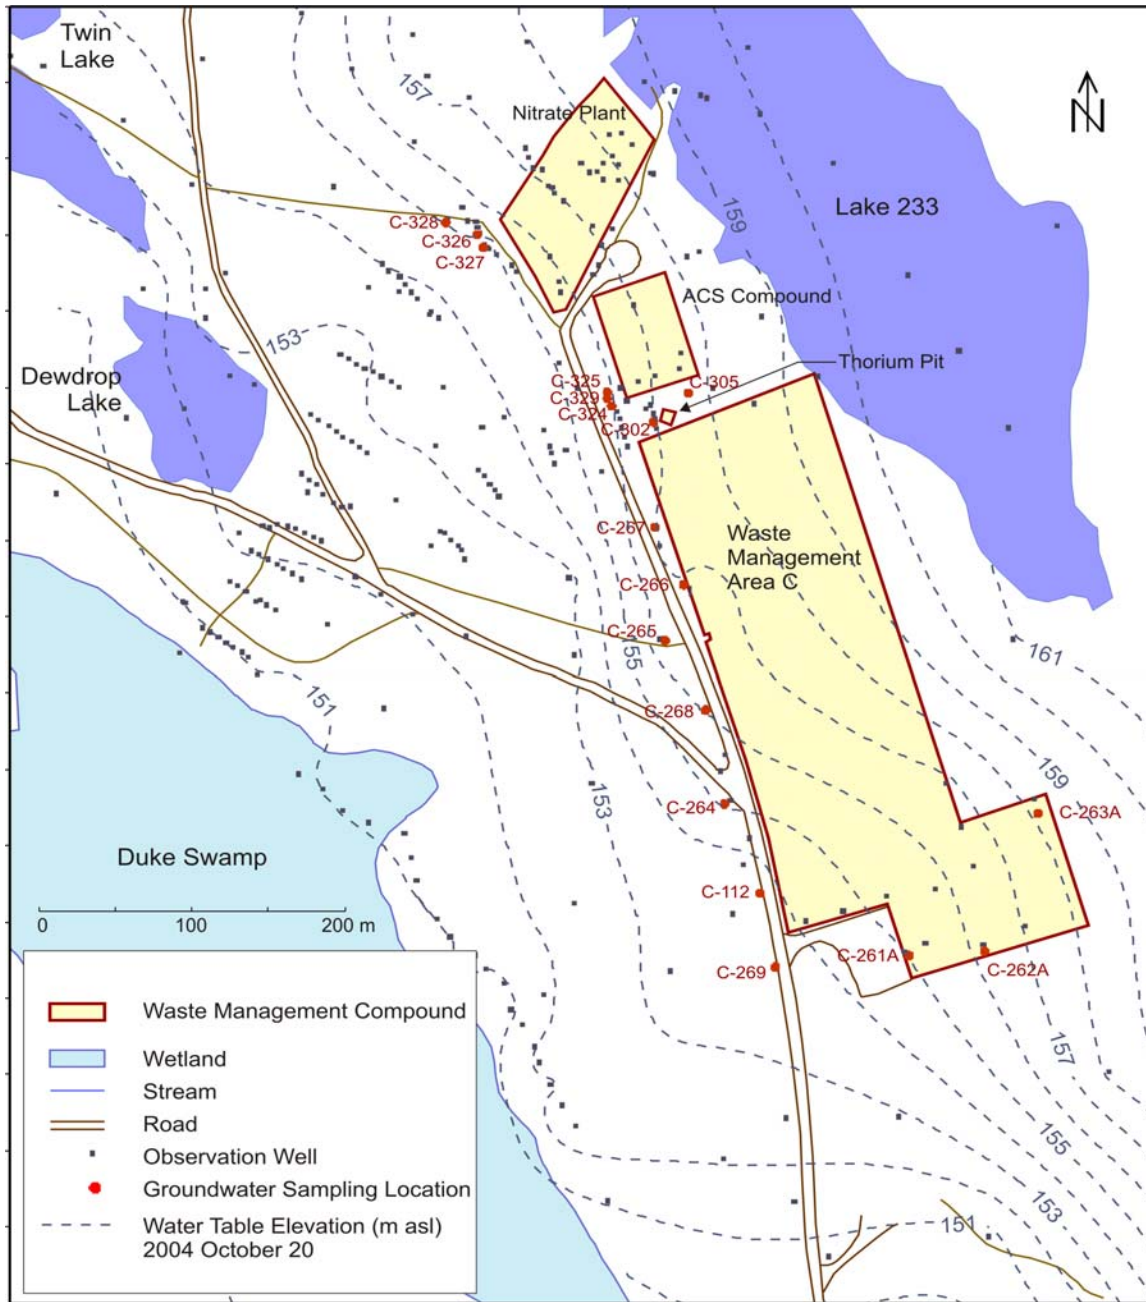 Twin
Lake
157
Nitrate Plant
N
159
Lake 233
C-328
C-326
C-327
ACS Compound
153
Dewdrop
Lake
Thorium Pit
C-325
C-305
C-329
C-324
C-302
C-267
Waste
Management
Area C
C-266
C-265
155
161
151
C-268
159
153
C-264
C-263A
Duke Swamp
C-112
0 100 200 m
C-261A
C-262A
C-269
157
155
153
151
Waste Management Compound
Wetland
Stream
Road
Observation Well
Groundwater Sampling Location
Water Table Elevation (m asl)
2004 October 20